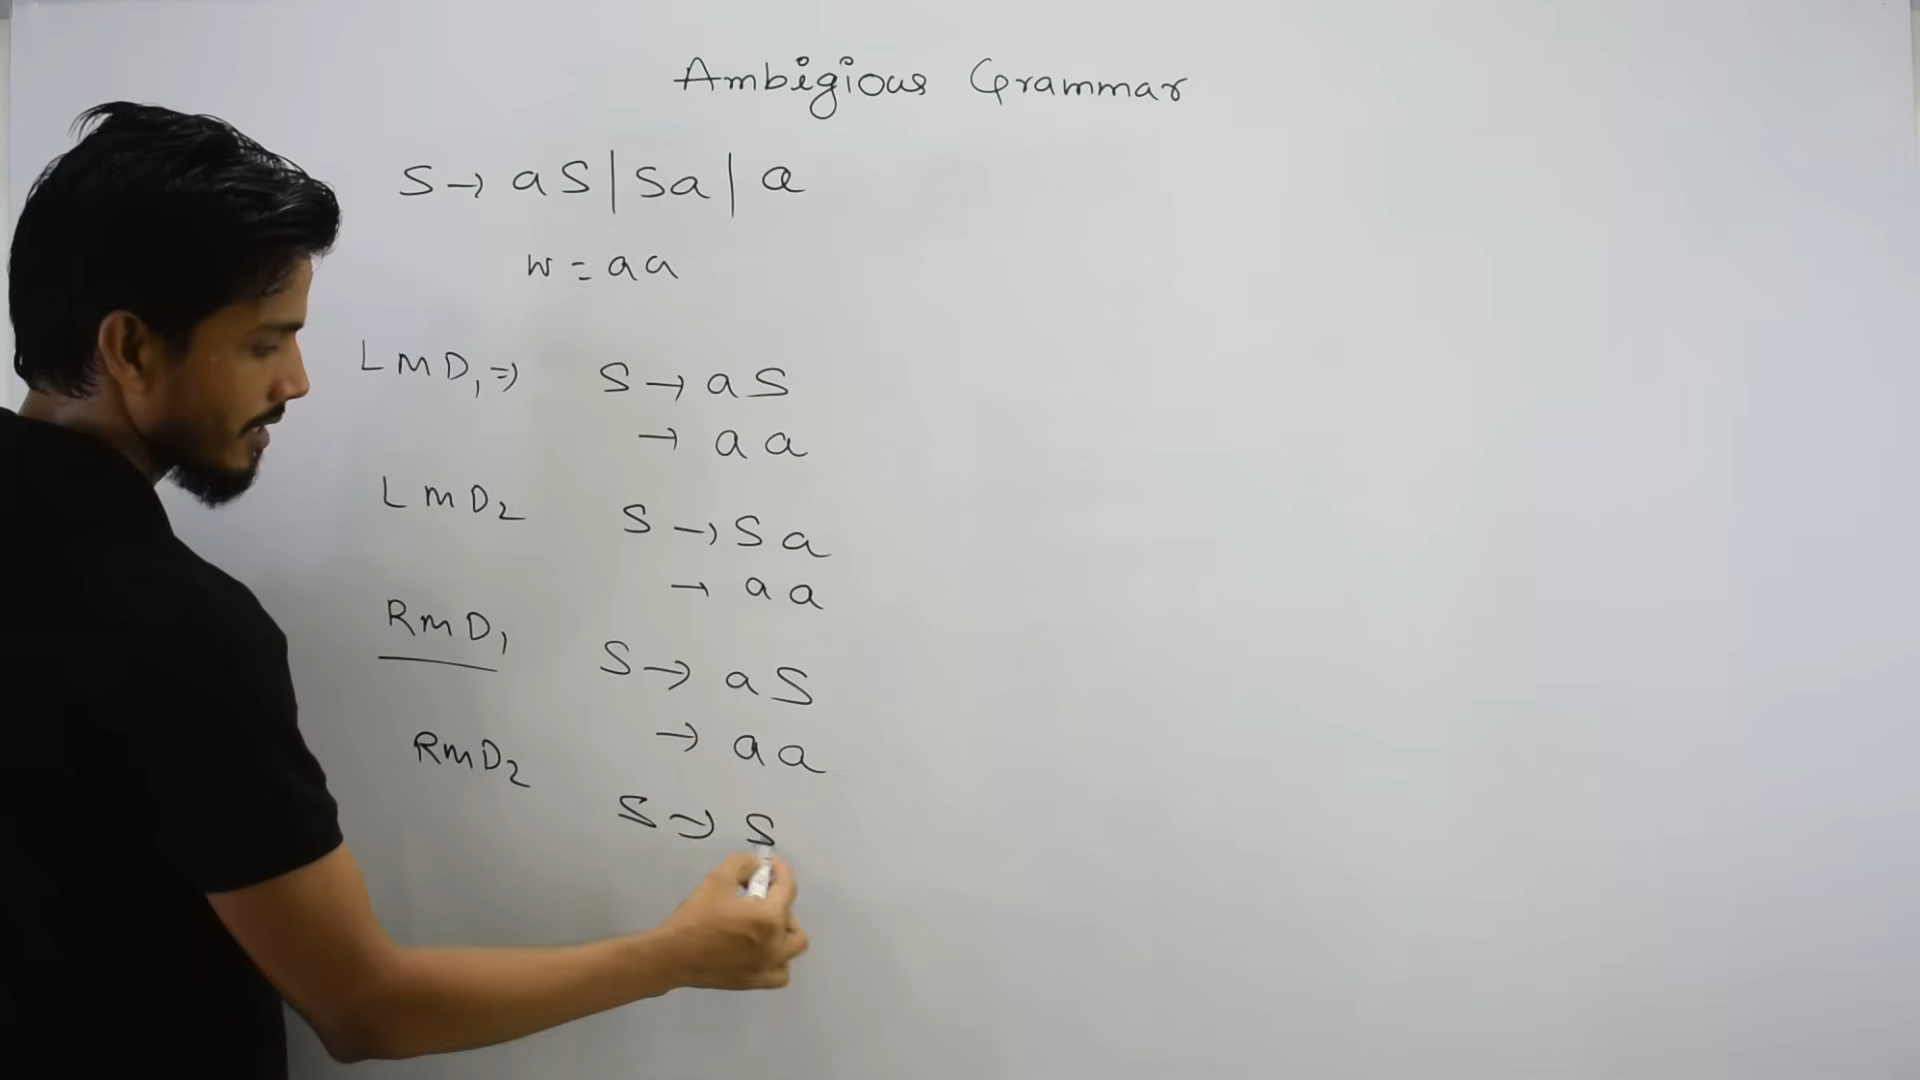 Ambigious Grammar
S → aS | Sa | a
w = aa
LMD₁ ⇒ S → aS
→ aa
LmD₂ S → Sa
→ aa
RmD₁ S → aS
→ aa
RmD₂
S → S